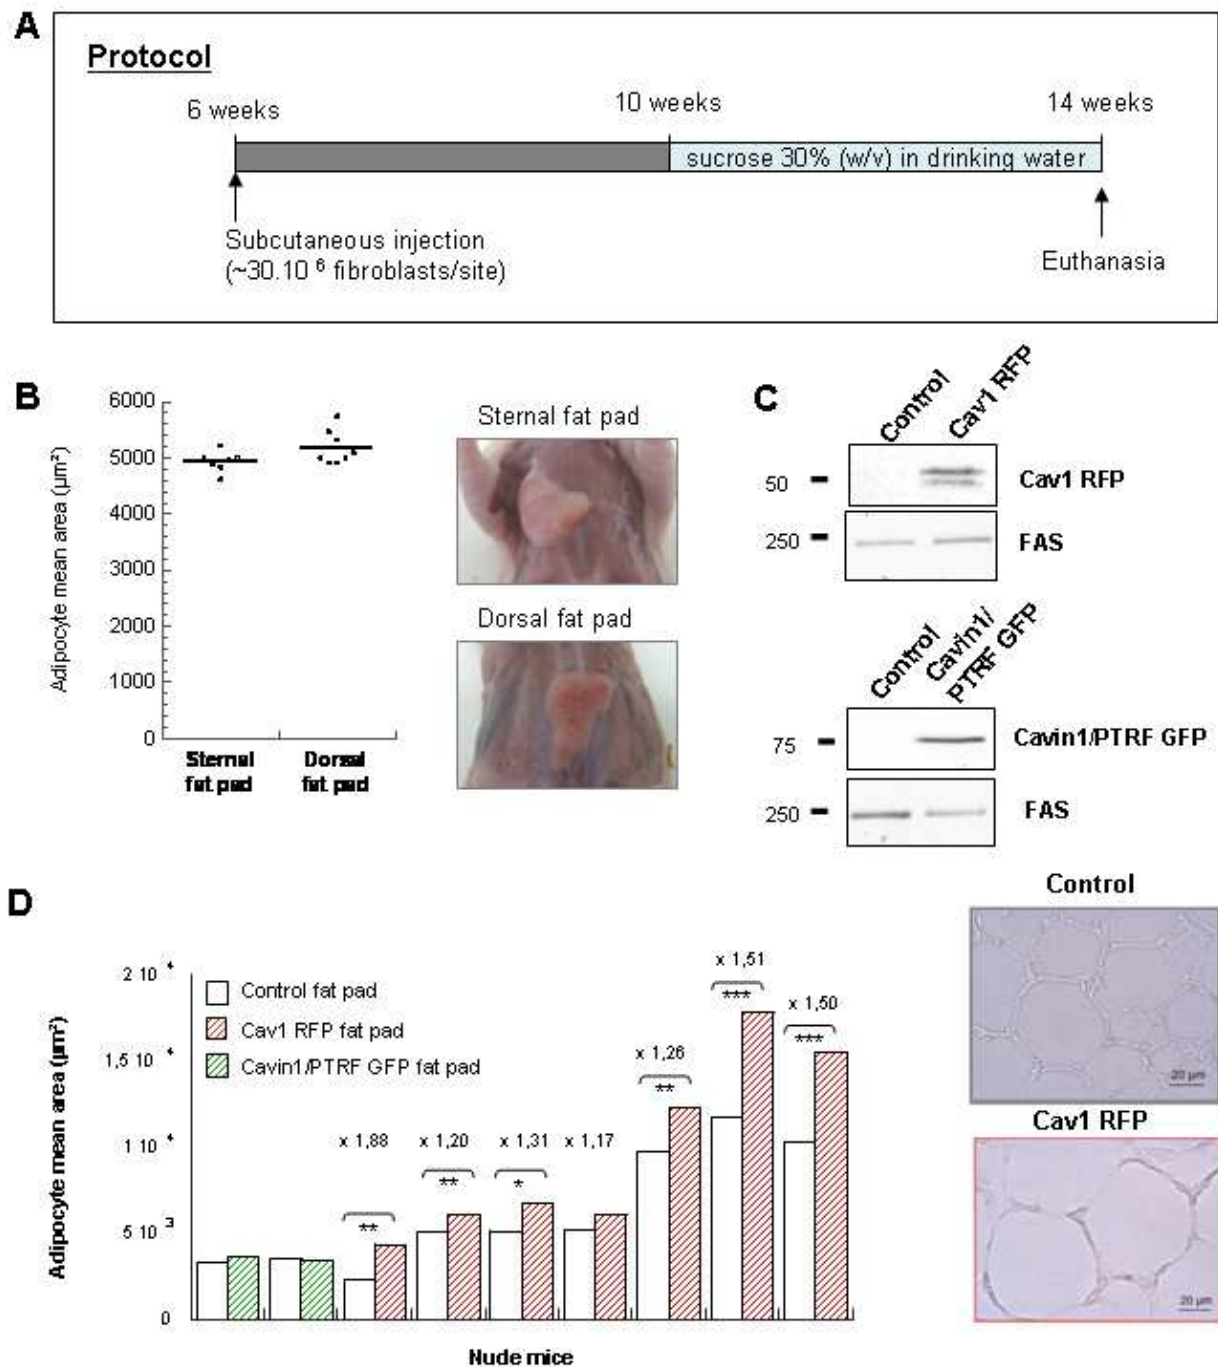 A
Protocol
6 weeks
10 weeks
14 weeks
sucrose 30% (w/v) in drinking water
Subcutaneous injection
(~30.10 6 fibroblasts/site)
Euthanasia
B
Adipocyte mean area (µm²)
6000
5000
4000
3000
2000
1000
0
Sternal
fat pad
Dorsal
fat pad
Sternal fat pad
Dorsal fat pad
C
Control
Cav1 RFP
50
Cav1 RFP
250
FAS
Control
Cavin1/
PTRF GFP
75
Cavin1/PTRF GFP
250
FAS
D
Adipocyte mean area (µm²)
2 10 4
1,5 10 4
1 10 4
5 10 3
0
Control fat pad
Cav1 RFP fat pad
Cavin1/PTRF GFP fat pad
x 1,88
**
x 1,20
**
x 1,31
*
x 1,17
x 1,26
**
x 1,51
***
x 1,50
***
Nude mice
Control
20 µm
Cav1 RFP
20 µm